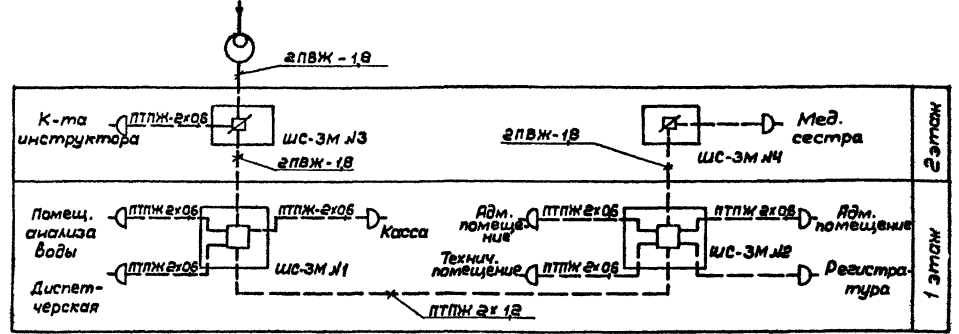 2ПВЖ-1,8
К-та
инструктора
ПТПЖ-2х0,6
ШС-3М №3
2ПВЖ-1,8
2ПВЖ-1,8
ШС-3М №4
Мед.
сестра
2 этаж
Помещ.
анализа
воды
ПТПЖ 2х0,6
ПТПЖ-2х0,6
Касса
Диспет-
черская
ПТПЖ 2х0,6
ШС-3М №1
Адм.
помеще-
ние
ПТПЖ 2х0,6
ПТПЖ 2х0,6
Адм.
помещение
Технич.
помещение
ПТПЖ 2х0,6
ШС-3М №2
Регистра-
тура
ПТПЖ 2х1,2
1 этаж